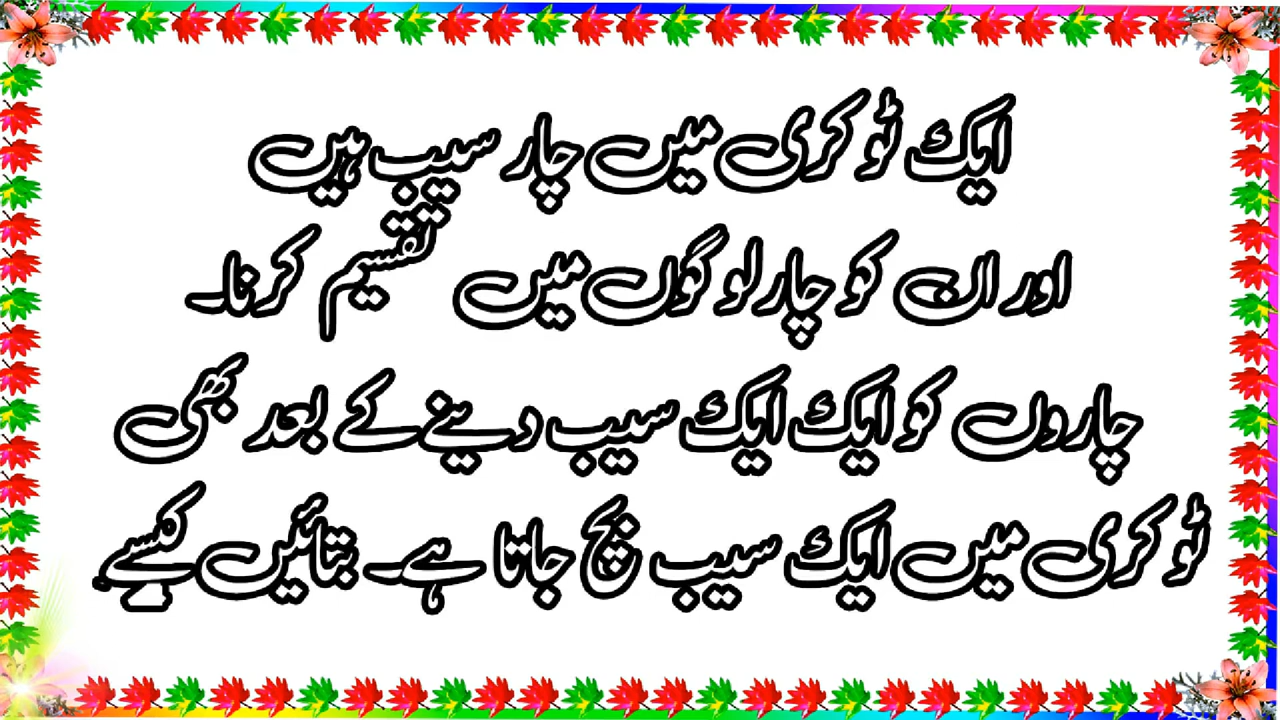 ایک ٹوکری میں چار سیب ہیں
اور ان کو چار لوگوں میں تقسیم کرنا۔
چاروں کو ایک ایک سیب دینے کے بعد بھی
ٹوکری میں ایک سیب بچ جاتا ہے۔ بتائیں کیسے